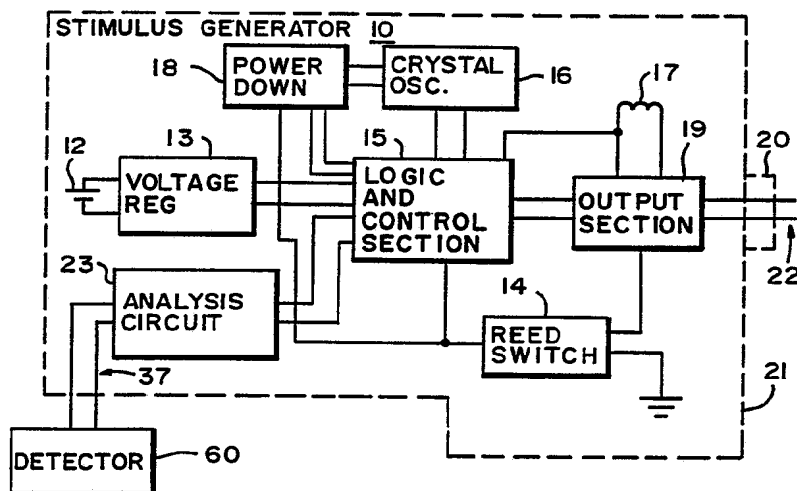 STIMULUS GENERATOR 10
18
POWER
DOWN
CRYSTAL
OSC.
16
17
12
13
VOLTAGE
REG
15
LOGIC
AND
CONTROL
SECTION
19
OUTPUT
SECTION
20
22
23
ANALYSIS
CIRCUIT
14
REED
SWITCH
37
21
DETECTOR
60